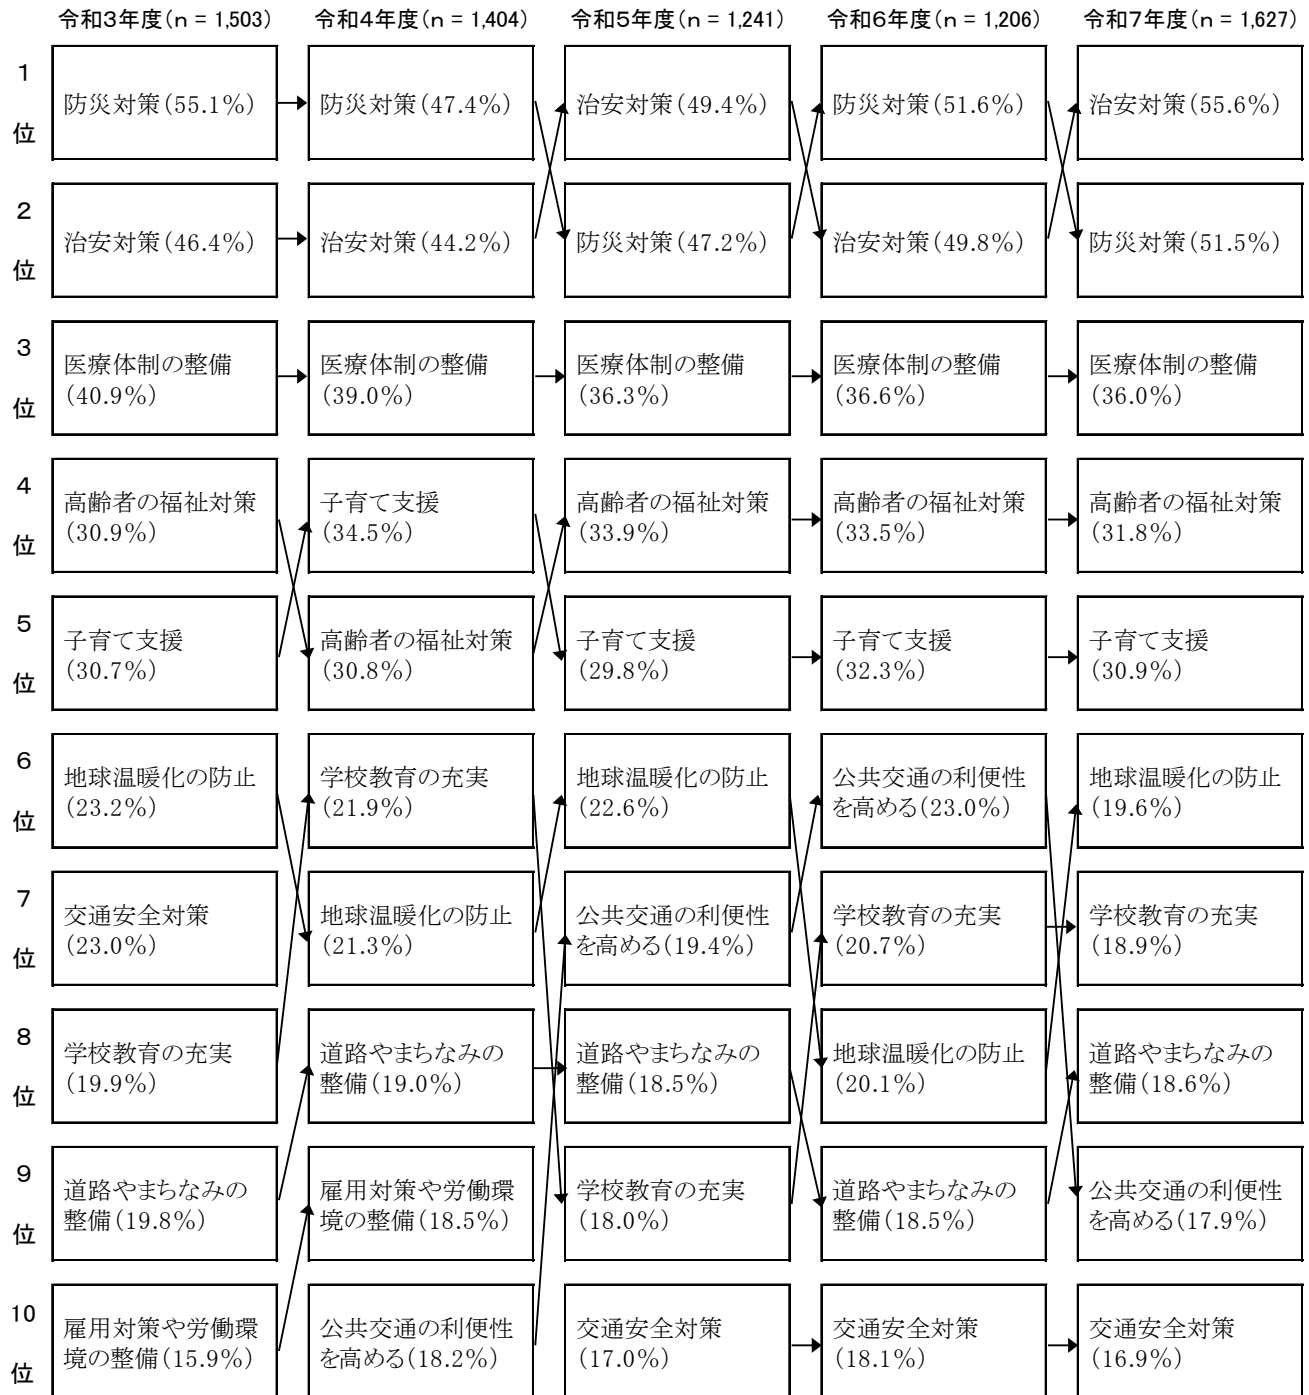 令和3年度(n = 1,503) 令和4年度(n = 1,404) 令和5年度(n = 1,241) 令和6年度(n = 1,206) 令和7年度(n = 1,627)
1位
防災対策(55.1%)
防災対策(47.4%)
治安対策(49.4%)
防災対策(51.6%)
治安対策(55.6%)
2位
治安対策(46.4%)
治安対策(44.2%)
防災対策(47.2%)
治安対策(49.8%)
防災対策(51.5%)
3位
医療体制の整備
(40.9%)
医療体制の整備
(39.0%)
医療体制の整備
(36.3%)
医療体制の整備
(36.6%)
医療体制の整備
(36.0%)
4位
高齢者の福祉対策
(30.9%)
子育て支援
(34.5%)
高齢者の福祉対策
(33.9%)
高齢者の福祉対策
(33.5%)
高齢者の福祉対策
(31.8%)
5位
子育て支援
(30.7%)
高齢者の福祉対策
(30.8%)
子育て支援
(29.8%)
子育て支援
(32.3%)
子育て支援
(30.9%)
6位
地球温暖化の防止
(23.2%)
学校教育の充実
(21.9%)
地球温暖化の防止
(22.6%)
公共交通の利便性
を高める(23.0%)
地球温暖化の防止
(19.6%)
7位
交通安全対策
(23.0%)
地球温暖化の防止
(21.3%)
公共交通の利便性
を高める(19.4%)
学校教育の充実
(20.7%)
学校教育の充実
(18.9%)
8位
学校教育の充実
(19.9%)
道路やまちなみの
整備(19.0%)
道路やまちなみの
整備(18.5%)
地球温暖化の防止
(20.1%)
道路やまちなみの
整備(18.6%)
9位
道路やまちなみの
整備(19.8%)
雇用対策や労働環
境の整備(18.5%)
学校教育の充実
(18.0%)
道路やまちなみの
整備(18.5%)
公共交通の利便性
を高める(17.9%)
10位
雇用対策や労働環
境の整備(15.9%)
公共交通の利便性
を高める(18.2%)
交通安全対策
(17.0%)
交通安全対策
(18.1%)
交通安全対策
(16.9%)